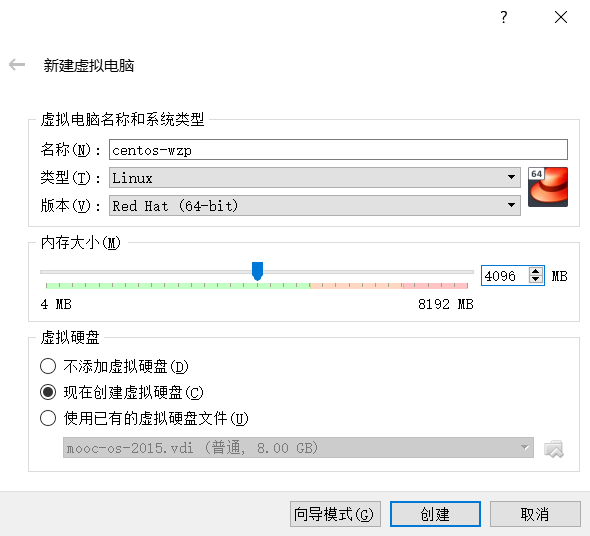 ?
新建虚拟电脑
虚拟电脑名称和系统类型
名称(N): centos-wzp
类型(T): Linux
64
版本(V): Red Hat (64-bit)
内存大小(M)
4096 MB
4 MB 8192 MB
虚拟硬盘
不添加虚拟硬盘(D)
现在创建虚拟硬盘(C)
使用已有的虚拟硬盘文件(U)
mooc-os-2015.vdi (普通, 8.00 GB)
向导模式(G) 创建 取消